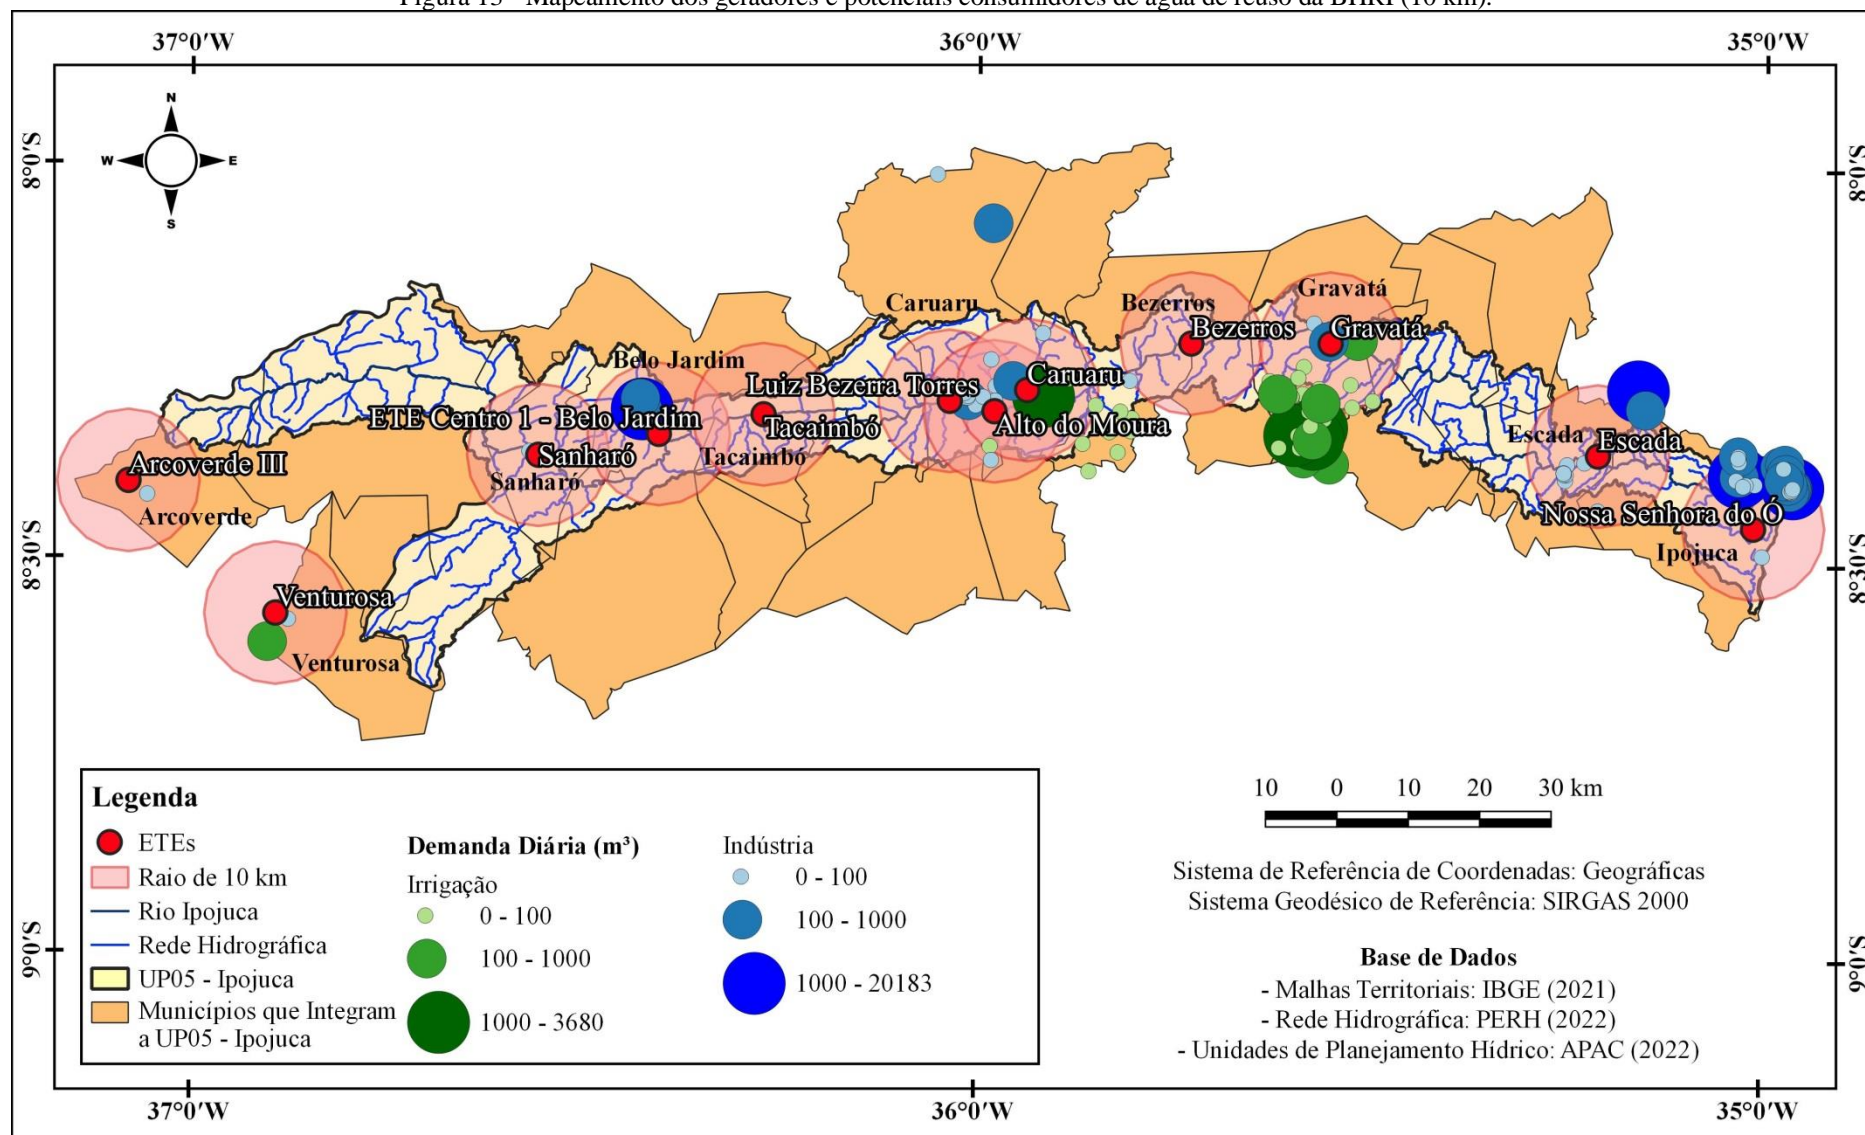 Figura 13 - Mapeamento dos geradores e potenciais consumidores de água de reuso da BHRI (10 km).
37°0'W
36°0'W
35°0'W
8°0'S
8°0'S
N
W
E
S
Caruaru
Bezerros
Gravatá
Bezerros
Gravatá
Belo Jardim
Luiz Bezerra Torres
Caruaru
ETE Centro 1 - Belo Jardim
Tacaimbó
Alto do Moura
Escada
Escada
Arcoverde III
Sanharó
Tacaimbó
Sanharó
Arcoverde
Nossa Senhora do Ó
Ipojuca
8°30'S
8°30'S
Venturosa
Venturosa
Legenda
ETEs
Raio de 10 km
Rio Ipojuca
Rede Hidrográfica
UP05 - Ipojuca
Municípios que Integram
a UP05 - Ipojuca
Demanda Diária (m³)
Irrigação
0 - 100
100 - 1000
1000 - 3680
Indústria
0 - 100
100 - 1000
1000 - 20183
10 0 10 20 30 km
Sistema de Referência de Coordenadas: Geográficas
Sistema Geodésico de Referência: SIRGAS 2000
Base de Dados
- Malhas Territoriais: IBGE (2021)
- Rede Hidrográfica: PERH (2022)
- Unidades de Planejamento Hídrico: APAC (2022)
9°0'S
9°0'S
37°0'W
36°0'W
35°0'W